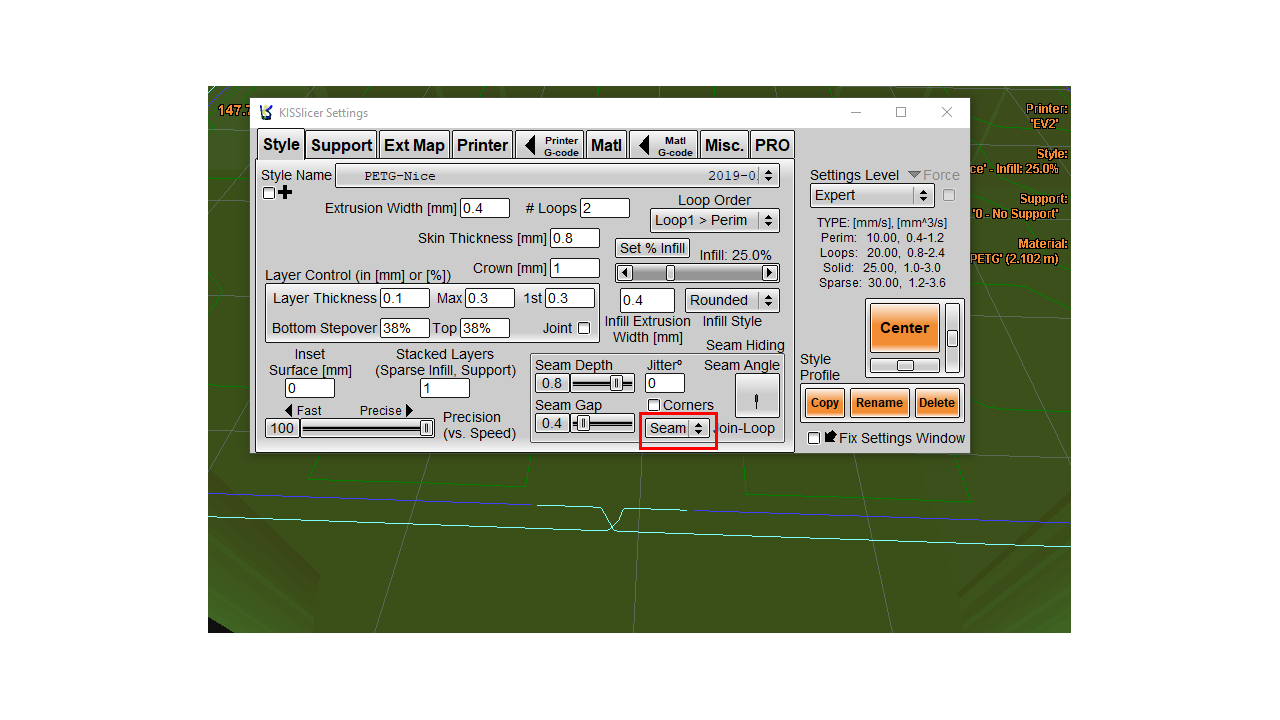 147.7
KISSlicer Settings
Printer:
'EV2'
Style:
ce' - Infill: 25.0%
Support:
'0 - No Support'
Material:
PETG' (2.102 m)
Style Support Ext Map Printer Printer G-code Matl Matl G-code Misc. PRO
Style Name PETG-Nice 2019-0
Extrusion Width [mm] 0.4 # Loops 2
Loop Order
Loop1 > Perim
Skin Thickness [mm] 0.8
Set % Infill Infill: 25.0%
Crown [mm] 1
Layer Control (in [mm] or [%])
Layer Thickness 0.1 Max 0.3 1st 0.3
0.4 Rounded
Bottom Stepover 38% Top 38% Joint
Infill Extrusion
Width [mm]
Infill Style
Inset
Surface [mm]
0
Stacked Layers
(Sparse Infill, Support)
1
Fast Precise
100
Precision
(vs. Speed)
Seam Hiding
Seam Depth Jitterº Seam Angle
0.8 0
Seam Gap Corners
0.4 Seam Join-Loop
Settings Level Force
Expert
TYPE: [mm/s], [mm^3/s]
Perim: 10.00, 0.4-1.2
Loops: 20.00, 0.8-2.4
Solid: 25.00, 1.0-3.0
Sparse: 30.00, 1.2-3.6
Center
Style
Profile
Copy Rename Delete
Fix Settings Window